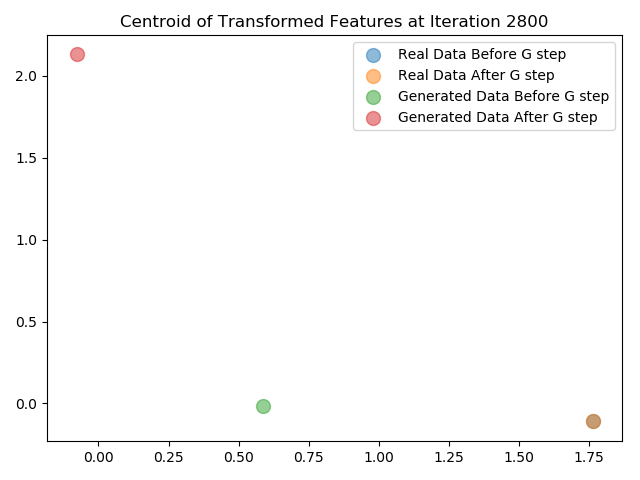 Centroid of Transformed Features at Iteration 2800
Real Data Before G step
Real Data After G step
Generated Data Before G step
Generated Data After G step
2.0
1.5
1.0
0.5
0.0
0.00 0.25 0.50 0.75 1.00 1.25 1.50 1.75